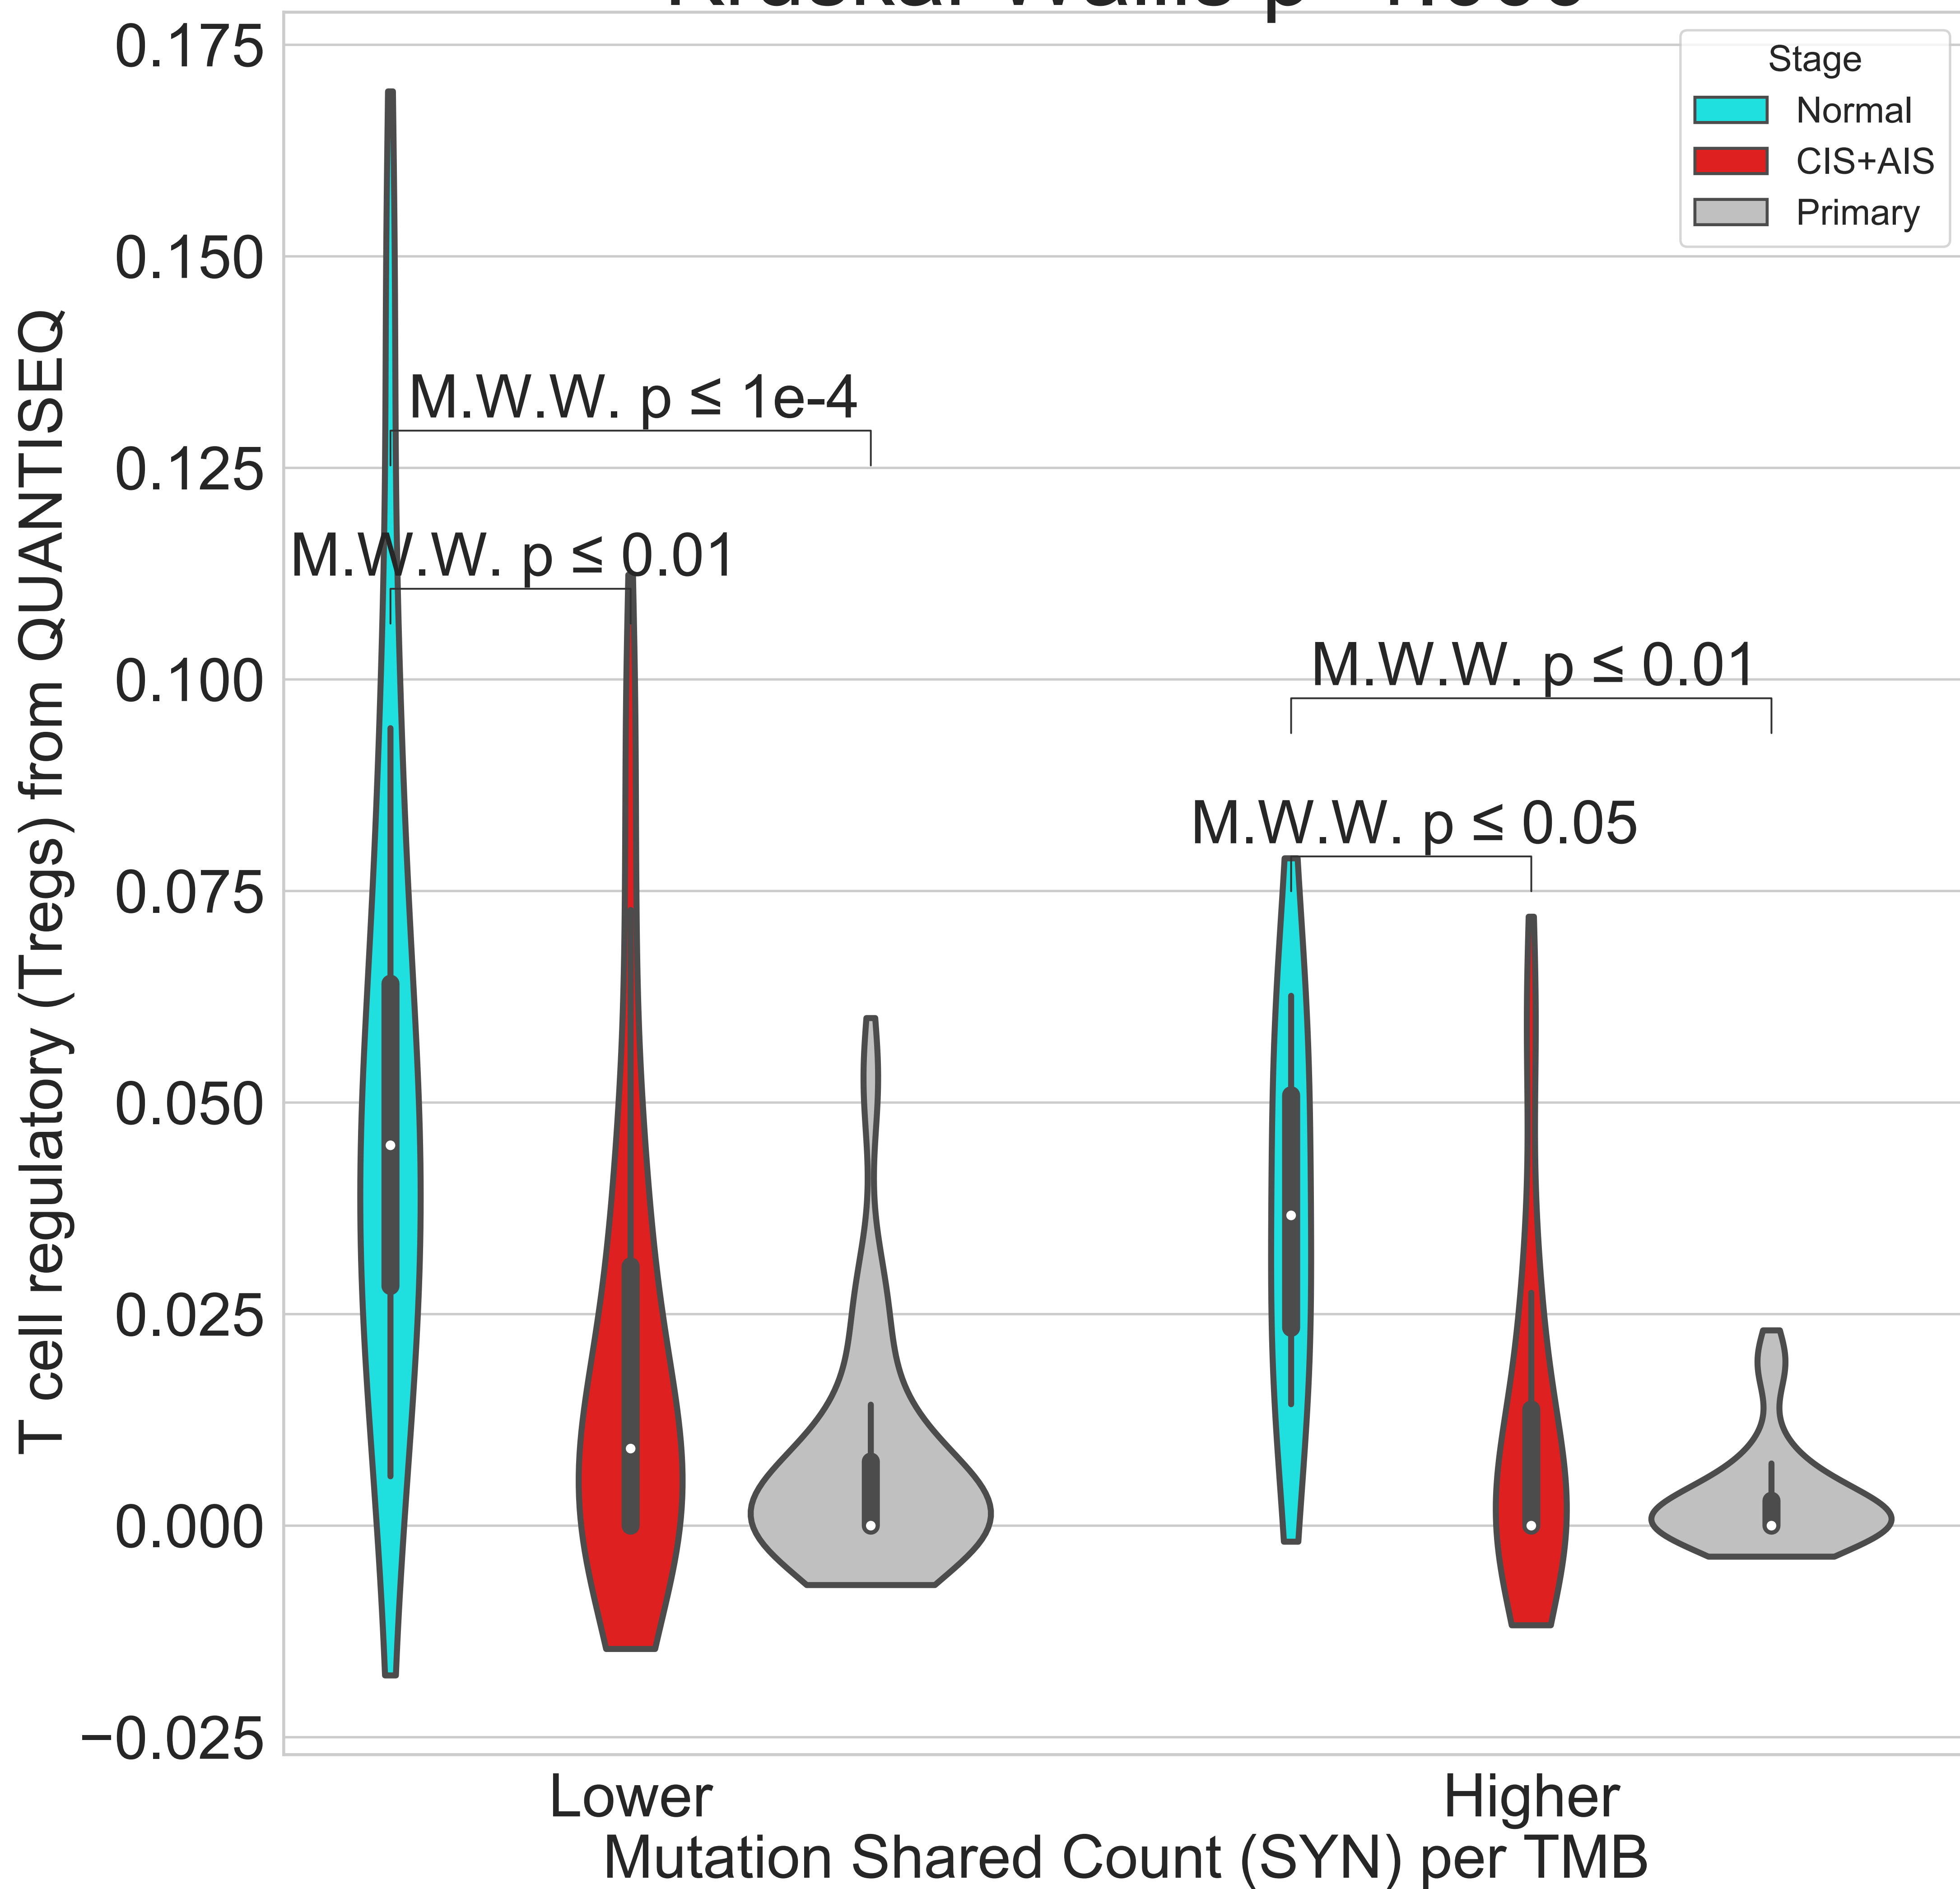 0.175
0.150
0.125
0.100
0.075
0.050
0.025
0.000
−0.025
T cell regulatory (Tregs) from QUANTISEQ
Stage
Normal
CIS+AIS
Primary
M.W.W. p ≤ 1e-4
M.W.W. p ≤ 0.01
M.W.W. p ≤ 0.01
M.W.W. p ≤ 0.05
Lower
Higher
Mutation Shared Count (SYN) per TMB